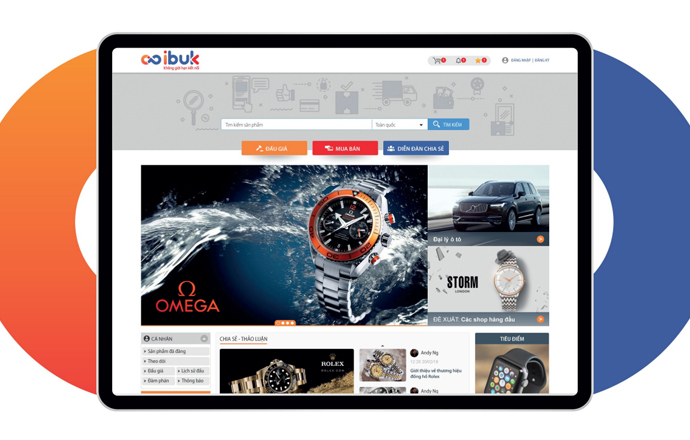 ibuk
Không giới hạn kết nối
ĐĂNG NHẬP | ĐĂNG KÝ
Tìm kiếm sản phẩm
Toàn quốc
TÌM KIẾM
ĐẤU GIÁ
MUA BÁN
DIỄN ĐÀN CHIA SẺ
Ω
OMEGA
Đại lý ô tô
STORM
LONDON
ĐỀ XUẤT: Các shop hàng đầu
CÁ NHÂN
Sản phẩm đã đăng
Theo dõi
Đấu giá
Lịch sử đấu
Đàm phán
Thông báo
CHIA SẺ - THẢO LUẬN
ROLEX
Andy Ng
Giới thiệu về thương hiệu
đồng hồ Rolex
Andy Ng
TIÊU ĐIỂM